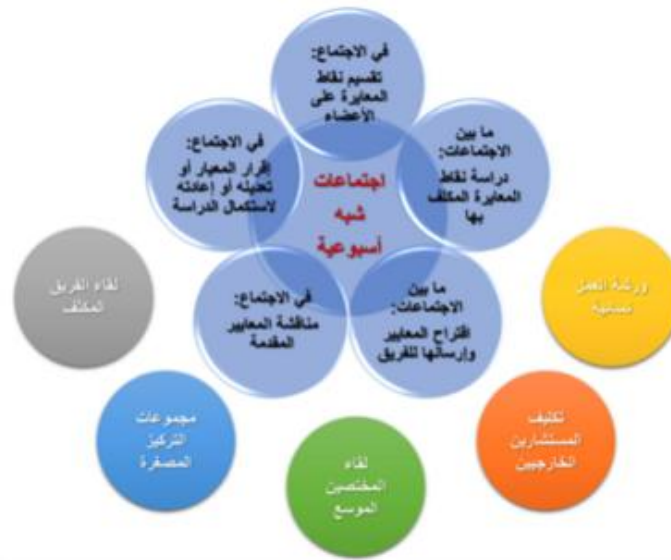 في الاجتماع:
تقسيم نقاط
المعايرة على
الأعضاء
ما بين
الاجتماعات:
دراسة نقاط
المعايرة المكلف
بها
ما بين
الاجتماعات:
اقتراح المعايير
وإرسالها للفريق
في الاجتماع:
مناقشة المعايير
المقدمة
في الاجتماع:
إقرار المعيار أو
تعديله أو إعادته
لاستكمال الدراسة
اجتماعات
شبه
أسبوعية
ورشة العمل
تكليف
المستشارين
الخارجيين
لقاء
المختصين
الموسع
مجموعات
التركيز
المصغرة
لقاء الفريق
المكثف